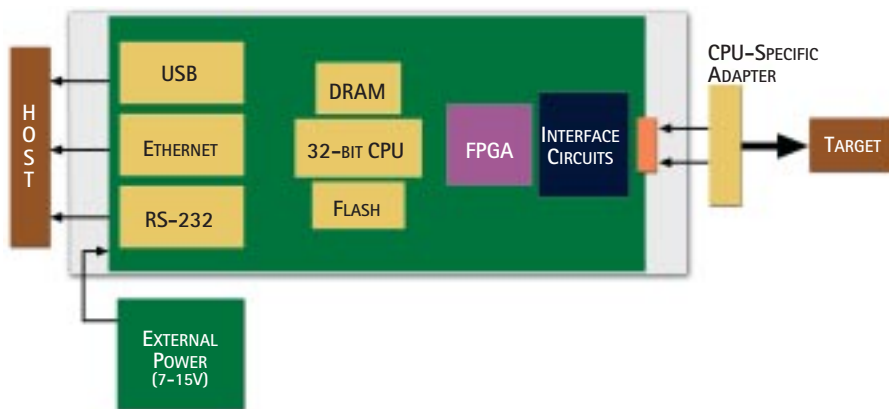 HOST
USB
ETHERNET
RS-232
DRAM
32-BIT CPU
FLASH
FPGA
INTERFACE
CIRCUITS
CPU-SPECIFIC
ADAPTER
TARGET
EXTERNAL
POWER
(7-15V)